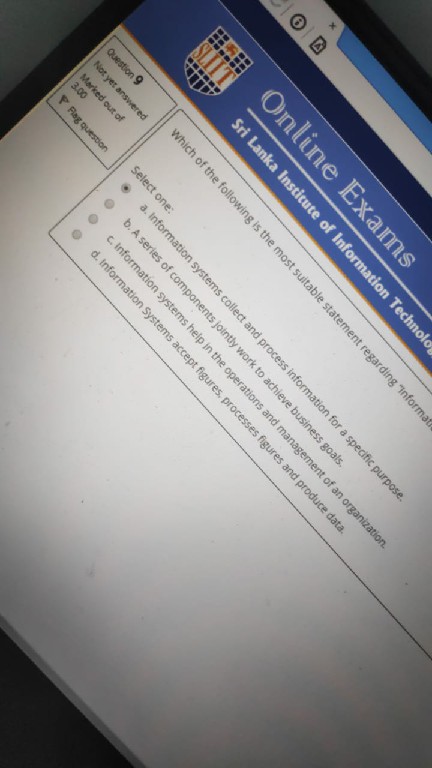 SLIIT
Online Exams
Sri Lanka Institute of Information
Question 9
Not yet answered
Marked out of
3.00
Flag question
Which of the following is the most suitable statement regarding
Select one:
a. Information Systems collect and process information for a specific purpose.
b. A series of components jointly work to achieve business goals.
c. Information Systems help in the operations and management of an organization.
d. Information Systems accept figures, processes figures and produce data.